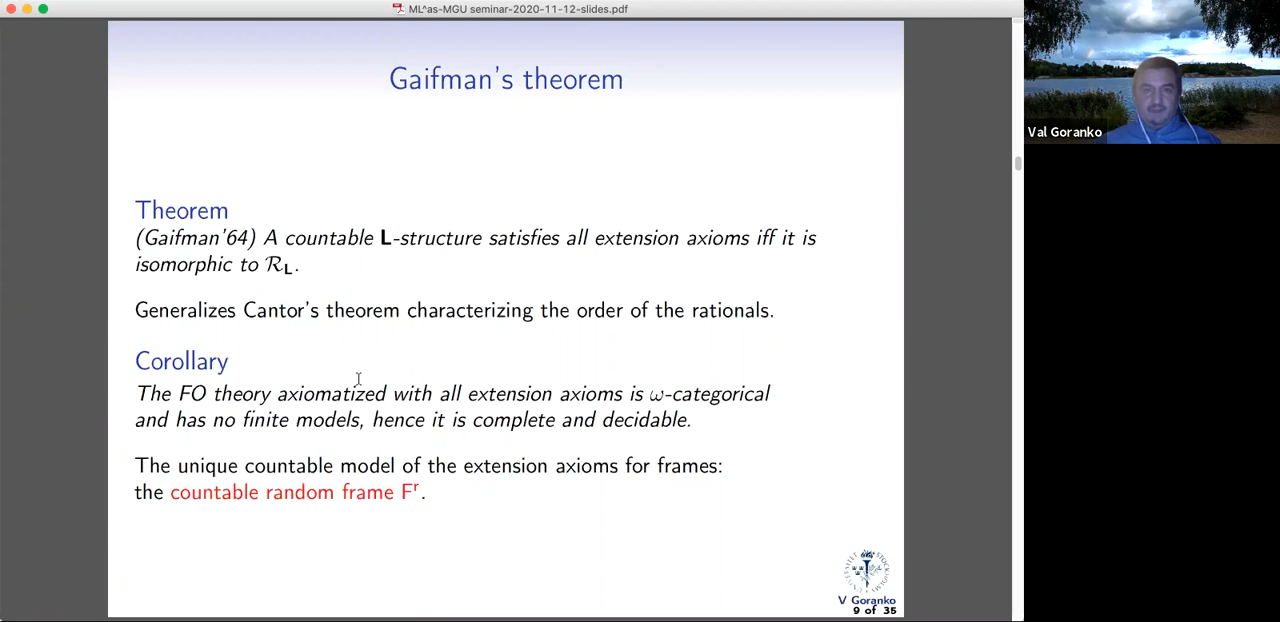 ML^as-MGU seminar-2020-11-12-slides.pdf
Gaifman's theorem
Theorem
(Gaifman'64) A countable L-structure satisfies all extension axioms iff it is
isomorphic to ℛ_L.
Generalizes Cantor's theorem characterizing the order of the rationals.
Corollary
The FO theory axiomatized with all extension axioms is ω-categorical
and has no finite models, hence it is complete and decidable.
The unique countable model of the extension axioms for frames:
the countable random frame F^r.
V Goranko
9 of 35
Val Goranko